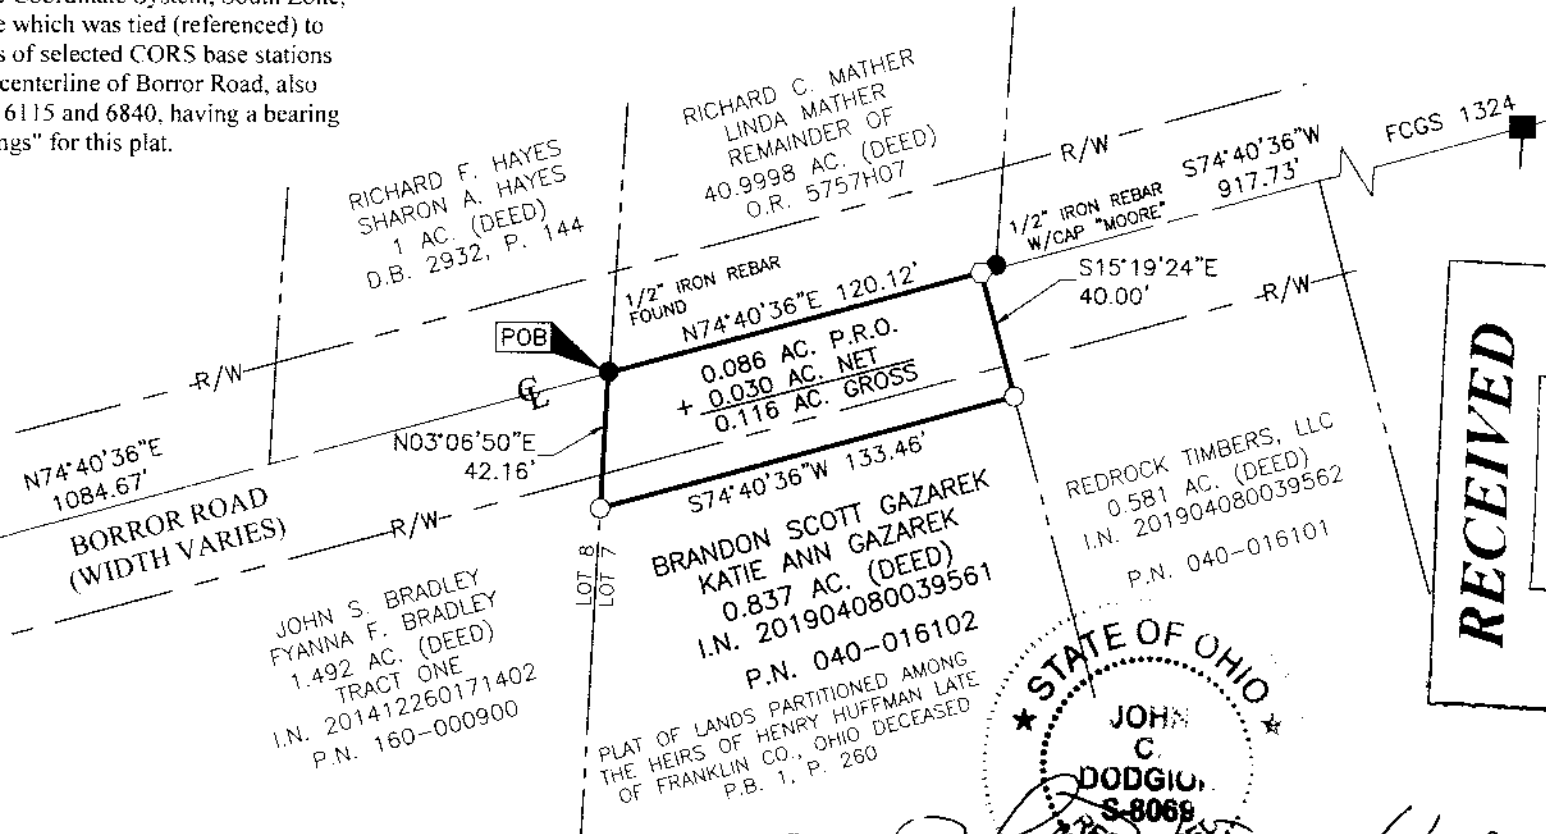 Coordinate System, South Zone,
which was tied (referenced) to
of selected CORS base stations
centerline of Borror Road, also
6115 and 6840, having a bearing
for this plat.
RICHARD F. HAYES
SHARON A. HAYES
1 AC. (DEED)
D.B. 2932, P. 144
RICHARD C. MATHER
LINDA MATHER
REMAINDER OF
40.9998 AC. (DEED)
O.R. 5757H07
R/W
S74°40'36"W
917.73'
FCGS 1324
1/2" IRON REBAR
W/CAP "MOORE"
1/2" IRON REBAR
FOUND
N74°40'36"E 120.12'
S15°19'24"E
40.00'
R/W
POB
R/W
0.086 AC. P.R.O.
+ 0.030 AC. NET
0.116 AC. GROSS
CL
N03°06'50"E
42.16'
N74°40'36"E
1084.67'
BORROR ROAD
(WIDTH VARIES)
R/W
S74°40'36"W 133.46'
LOT 8
LOT 7
BRANDON SCOTT GAZAREK
KATIE ANN GAZAREK
0.837 AC. (DEED)
I.N. 201904080039561
P.N. 040-016102
REDROCK TIMBERS, LLC
0.581 AC. (DEED)
I.N. 201904080039562
P.N. 040-016101
JOHN S. BRADLEY
FYANNA F. BRADLEY
1.492 AC. (DEED)
TRACT ONE
I.N. 201412260171402
P.N. 160-000900
PLAT OF LANDS PARTITIONED AMONG
THE HEIRS OF HENRY HUFFMAN LATE
OF FRANKLIN CO., OHIO DECEASED
P.B. 1, P. 260
RECEIVED
★ STATE OF OHIO ★
JOHN
C.
S-8069